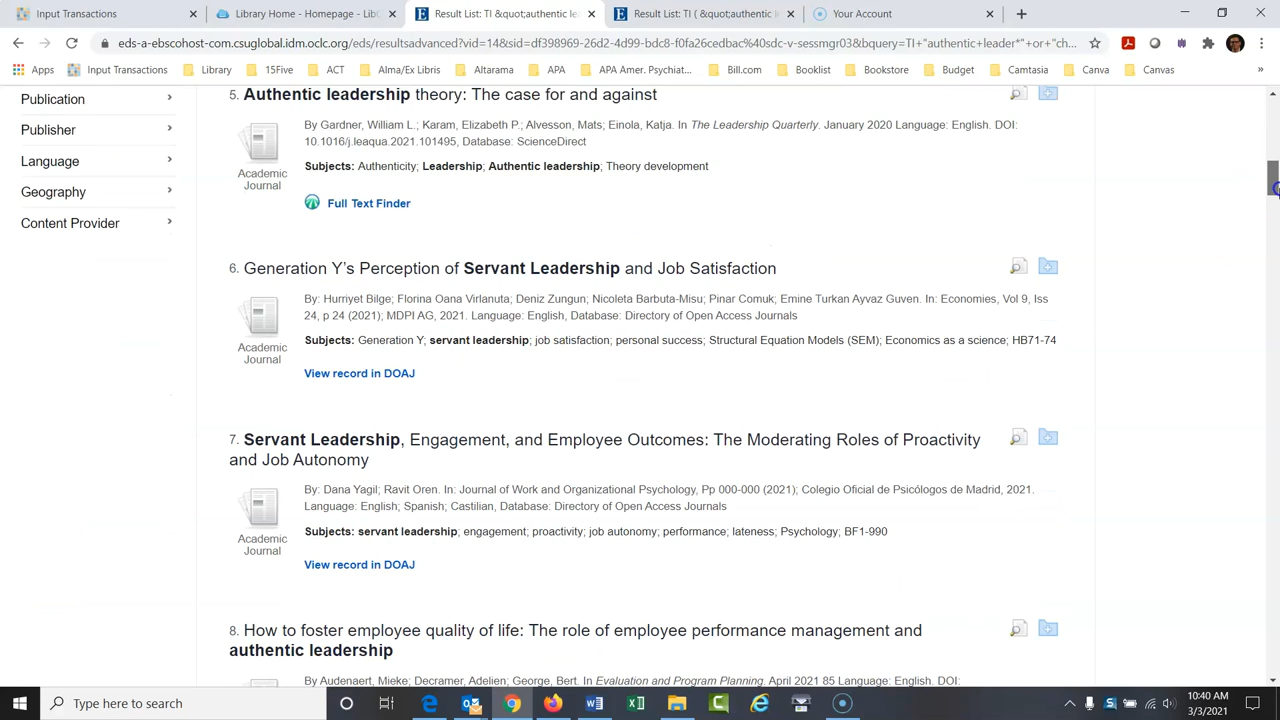 Input Transactions
Library Home - Homepage - LibG
Result List: TI &quot;authentic lea
Result List: TI ( &quot;authentic le
Your Account
eds-a-ebscohost-com.csuglobal.idm.oclc.org/eds/resultsadvanced?vid=14&sid=df398969-26d2-4d99-bdc8-f0fa26cedbac%40sdc-v-sessmgr03&bquery=TI+"authentic+leader*"+or+"ch...
Apps
Input Transactions
Library
15Five
ACT
Alma/Ex Libris
Altarama
APA
APA Amer. Psychiat...
Bill.com
Booklist
Bookstore
Budget
Camtasia
Canva
Canvas
»
Publication
Publisher
Language
Geography
Content Provider
5. Authentic leadership theory: The case for and against
By Gardner, William L.; Karam, Elizabeth P.; Alvesson, Mats; Einola, Katja. In The Leadership Quarterly. January 2020 Language: English. DOI:
10.1016/j.leaqua.2021.101495, Database: ScienceDirect
Subjects: Authenticity; Leadership; Authentic leadership; Theory development
Academic
Journal
Full Text Finder
6. Generation Y's Perception of Servant Leadership and Job Satisfaction
By: Hurriyet Bilge; Florina Oana Virlanuta; Deniz Zungun; Nicoleta Barbuta-Misu; Pinar Comuk; Emine Turkan Ayvaz Guven. In: Economies, Vol 9, Iss
24, p 24 (2021); MDPI AG, 2021. Language: English, Database: Directory of Open Access Journals
Subjects: Generation Y; servant leadership; job satisfaction; personal success; Structural Equation Models (SEM); Economics as a science; HB71-74
Academic
Journal
View record in DOAJ
7. Servant Leadership, Engagement, and Employee Outcomes: The Moderating Roles of Proactivity
and Job Autonomy
By: Dana Yagil; Ravit Oren. In: Journal of Work and Organizational Psychology, Pp 000-000 (2021); Colegio Oficial de Psicólogos de Madrid, 2021.
Language: English; Spanish; Castilian, Database: Directory of Open Access Journals
Subjects: servant leadership; engagement; proactivity; job autonomy; performance; lateness; Psychology; BF1-990
Academic
Journal
View record in DOAJ
8. How to foster employee quality of life: The role of employee performance management and
authentic leadership
By Audenaert, Mieke; Decramer, Adelien; George, Bert. In Evaluation and Program Planning. April 2021 85 Language: English. DOI:
Type here to search
10:40 AM
3/3/2021